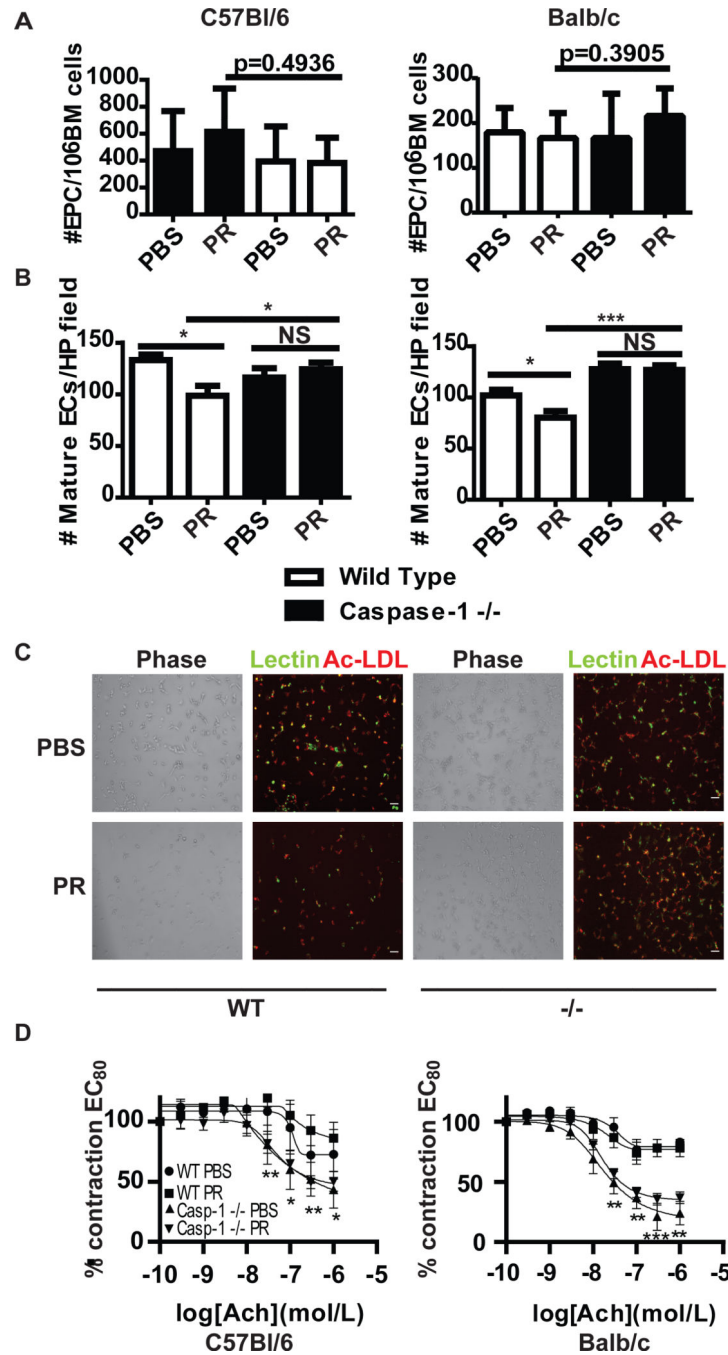 A
C57Bl/6
Balb/c
p=0.4936
p=0.3905
#EPC/10⁶BM cells
1000
800
600
400
200
0
PBS
PR
PBS
PR
#EPC/10⁶BM cells
300
200
100
0
PBS
PR
PBS
PR
B
# Mature ECs/HP field
150
100
50
0
*
*
NS
PBS
PR
PBS
PR
# Mature ECs/HP field
150
100
50
0
*
***
NS
PBS
PR
PBS
PR
Wild Type
Caspase-1 -/-
C
Phase
Lectin Ac-LDL
Phase
Lectin Ac-LDL
PBS
PR
WT
-/-
D
% contraction EC₈₀
100
50
0
WT PBS
WT PR
Casp-1 -/- PBS
Casp-1 -/- PR
**
*
**
*
-10 -9 -8 -7 -6 -5
log[Ach](mol/L)
C57Bl/6
% contraction EC₈₀
100
50
0
**
**
***
**
-10 -9 -8 -7 -6 -5
log[Ach](mol/L)
Balb/c